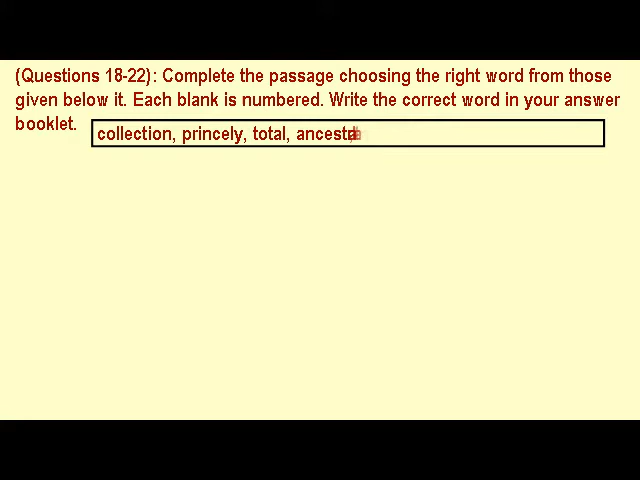 (Questions 18-22): Complete the passage choosing the right word from those
given below it. Each blank is numbered. Write the correct word in your answer
booklet.
collection, princely, total,